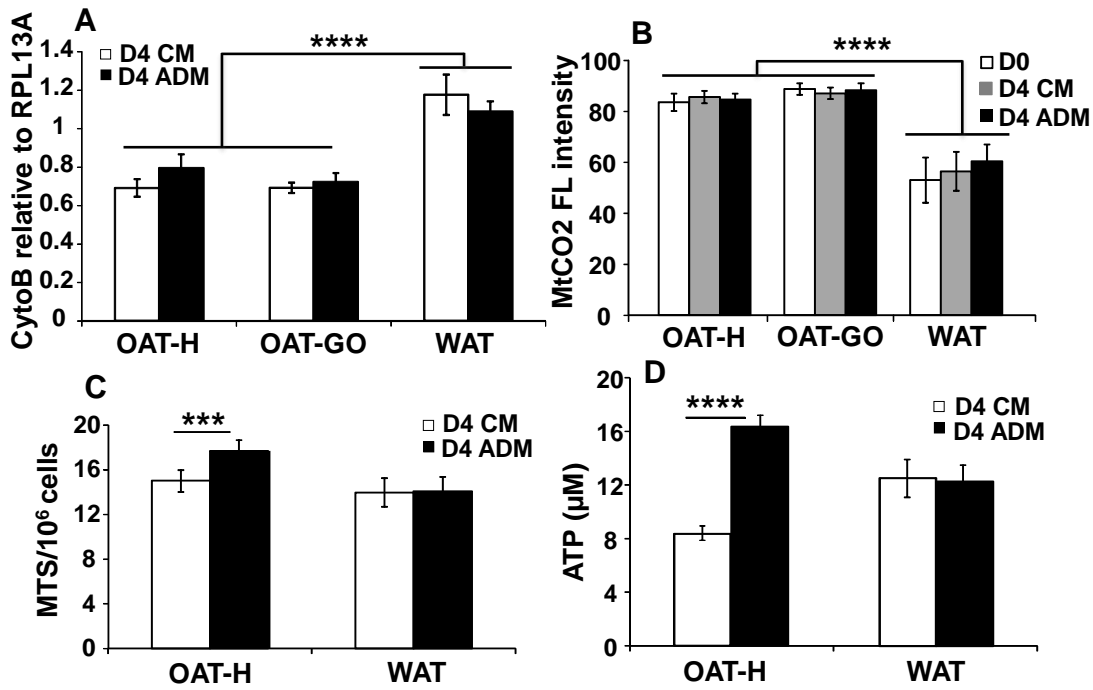 A
CytoB relative to RPL13A
1.4
1.2
1
0.8
0.6
0.4
0.2
0
D4 CM
D4 ADM
****
OAT-H OAT-GO WAT
B
MtCO2 FL intensity
100
80
60
40
20
0
****
D0
D4 CM
D4 ADM
OAT-H OAT-GO WAT
C
MTS/10⁶ cells
20
16
12
8
4
0
***
D4 CM
D4 ADM
OAT-H WAT
D
ATP (µM)
20
16
12
8
4
0
****
D4 CM
D4 ADM
OAT-H WAT